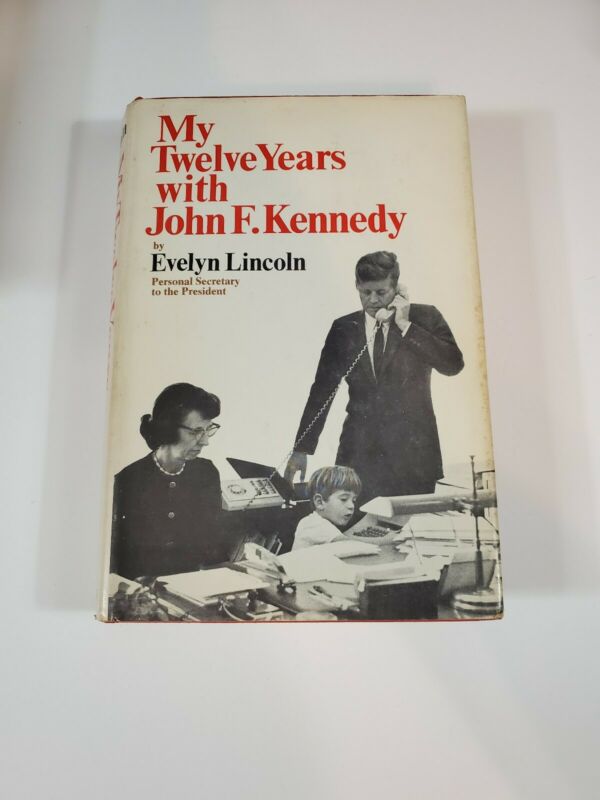 My
Twelve Years
with
John F. Kennedy
by
Evelyn Lincoln
Personal Secretary
to the President